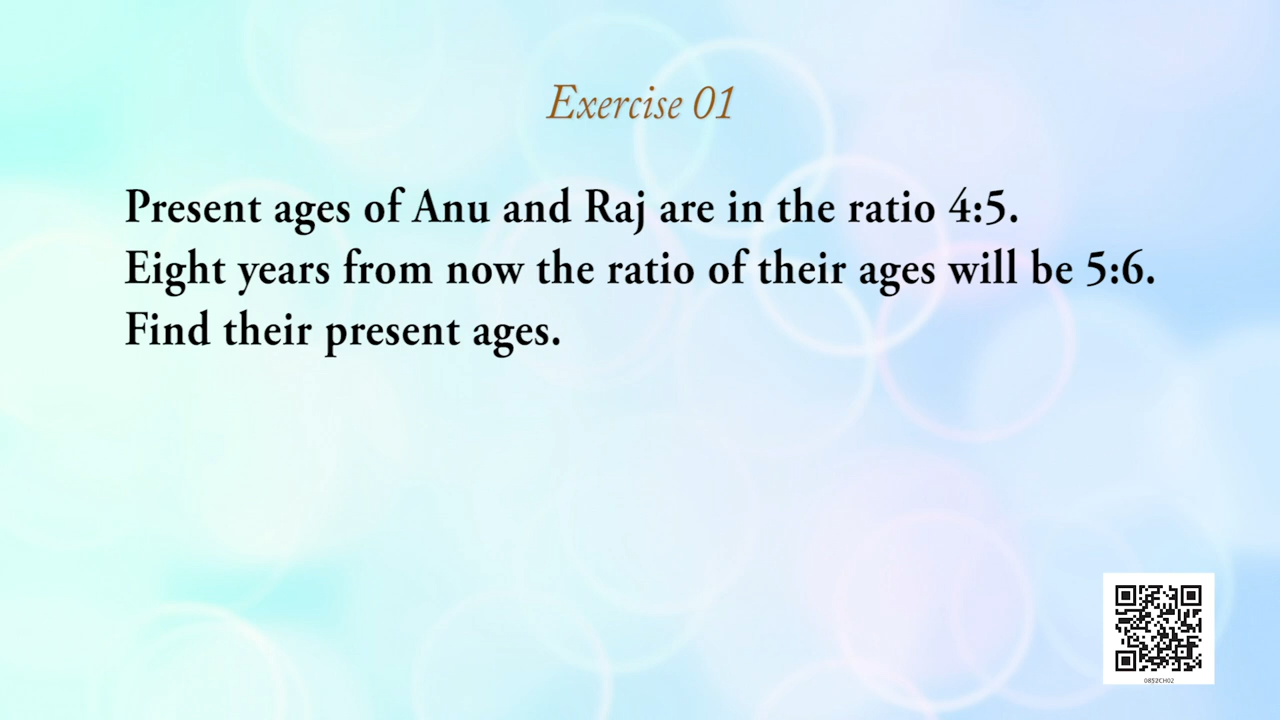 Exercise 01
Present ages of Anu and Raj are in the ratio 4:5.
Eight years from now the ratio of their ages will be 5:6.
Find their present ages.
0852CH02